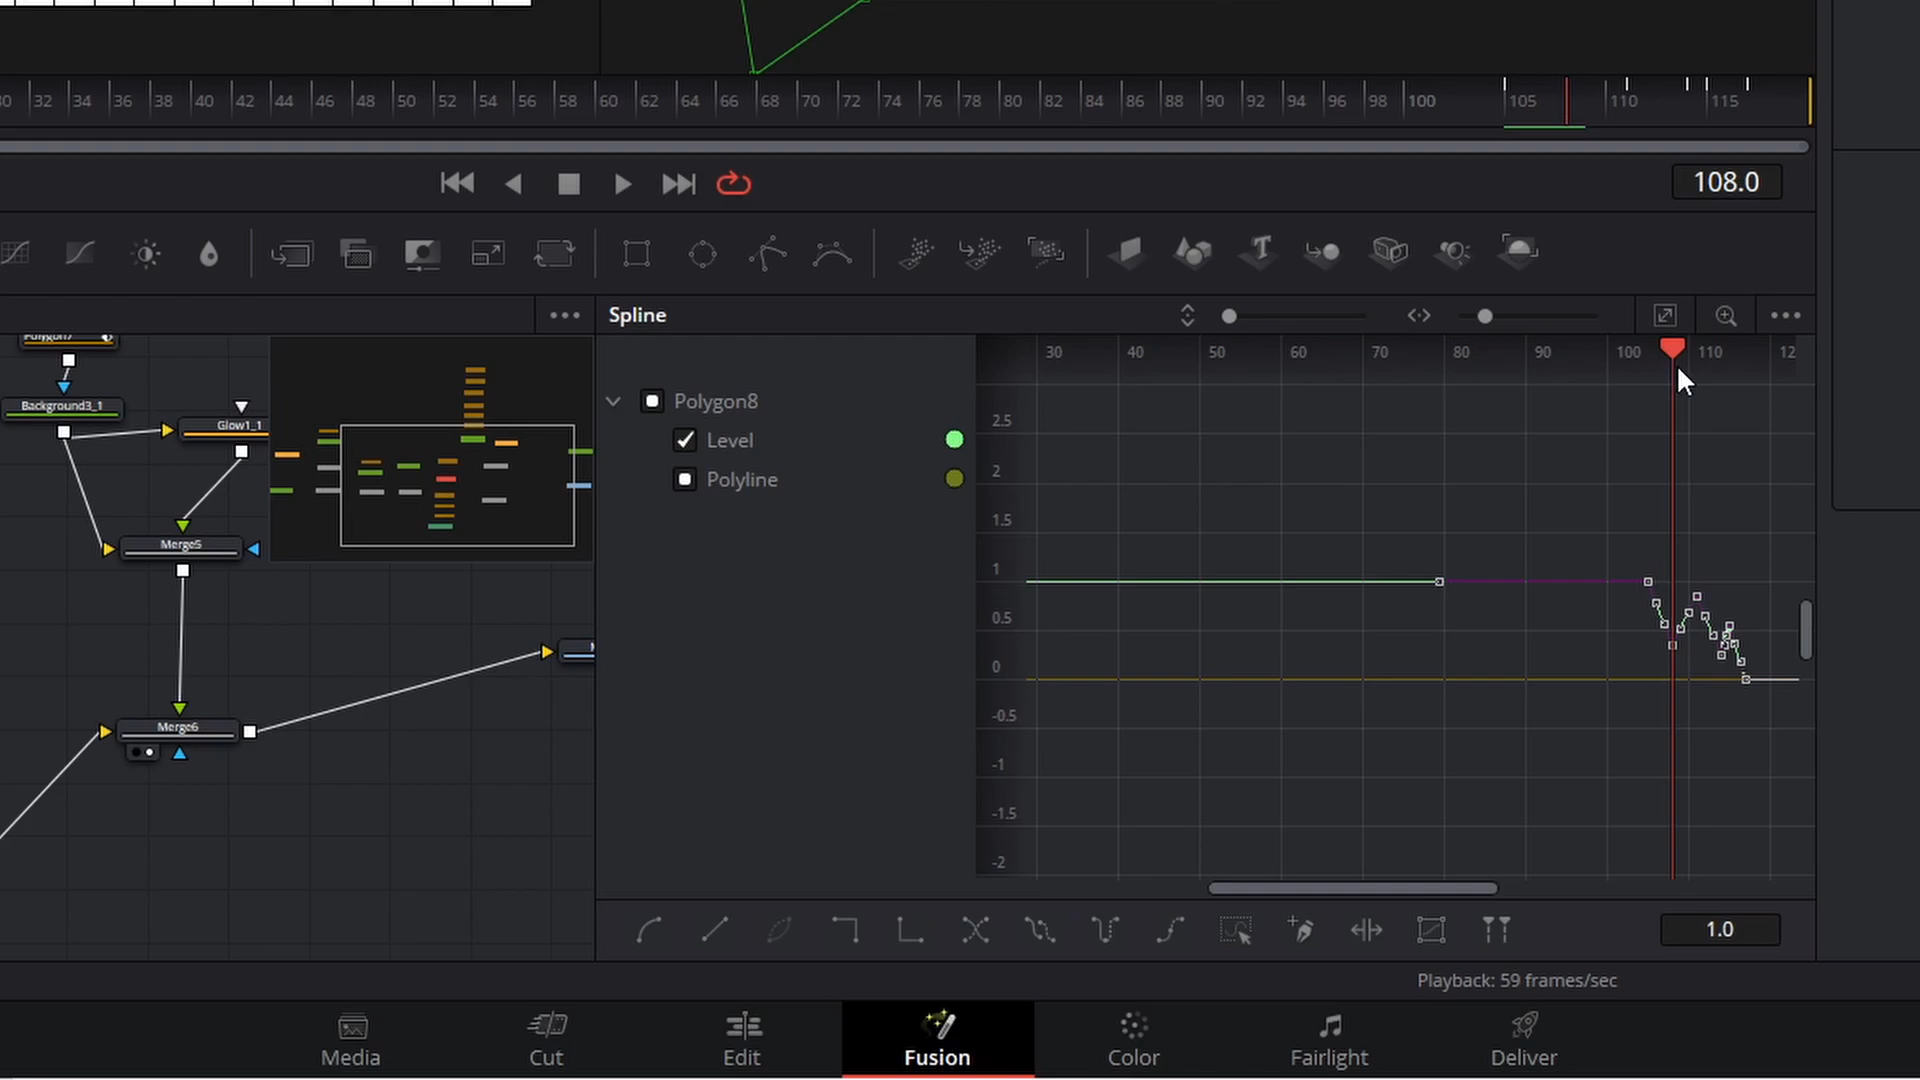 32 34 36 38 40 42 44 46 48 50 52 54 56 58 60 62 64 66 68 70 72 74 76 78 80 82 84 86 88 90 92 94 96 98 100 105 110 115
108.0
T
Spline
Polygon7
Background3_1
Glow1_1
Merge5
Merge6
Polygon8
Level
Polyline
30 40 50 60 70 80 90 100 110 12
2.5
2
1.5
1
0.5
0
-0.5
-1
-1.5
-2
1.0
Playback: 59 frames/sec
Media Cut Edit Fusion Color Fairlight Deliver